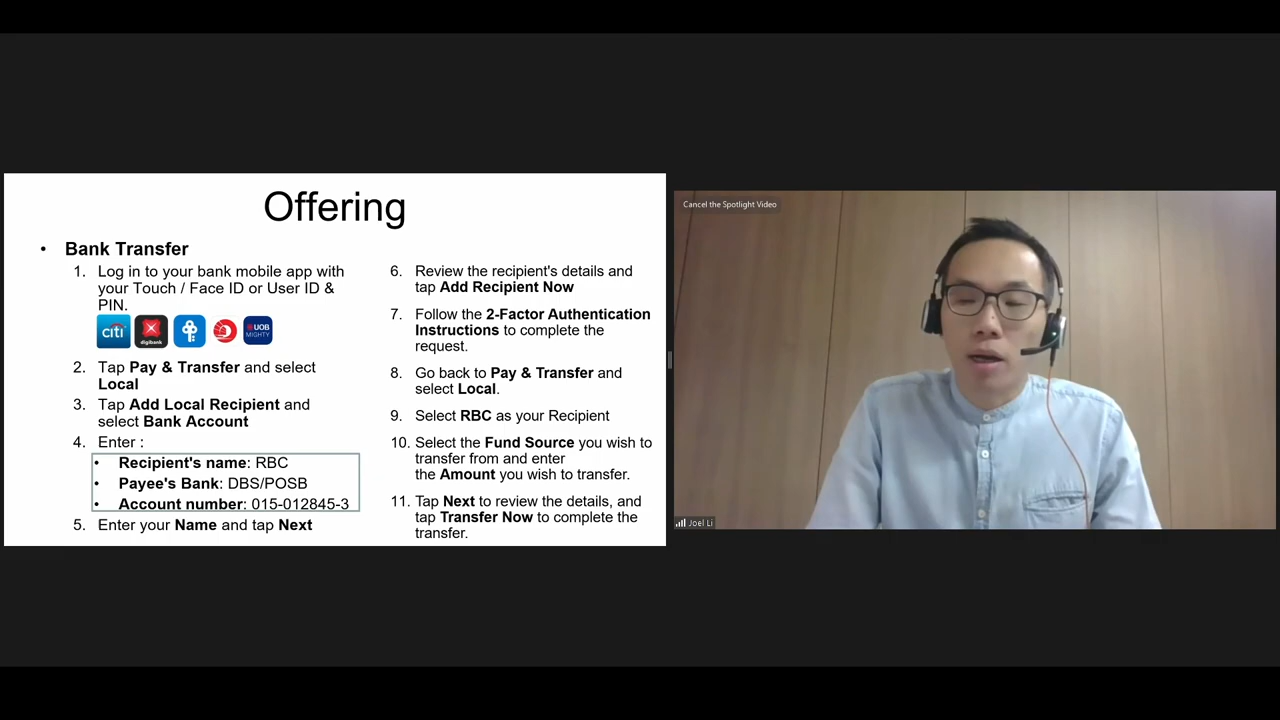 Offering
• Bank Transfer
1. Log in to your bank mobile app with
your Touch / Face ID or User ID &
PIN.
citi
digibank
UOB
MIGHTY
2. Tap Pay & Transfer and select
Local
3. Tap Add Local Recipient and
select Bank Account
4. Enter :
• Recipient's name: RBC
• Payee's Bank: DBS/POSB
• Account number: 015-012845-3
5. Enter your Name and tap Next
6. Review the recipient's details and
tap Add Recipient Now
7. Follow the 2-Factor Authentication
Instructions to complete the
request.
8. Go back to Pay & Transfer and
select Local.
9. Select RBC as your Recipient
10. Select the Fund Source you wish to
transfer from and enter
the Amount you wish to transfer.
11. Tap Next to review the details, and
tap Transfer Now to complete the
transfer.
Cancel the Spotlight Video
Joel Li